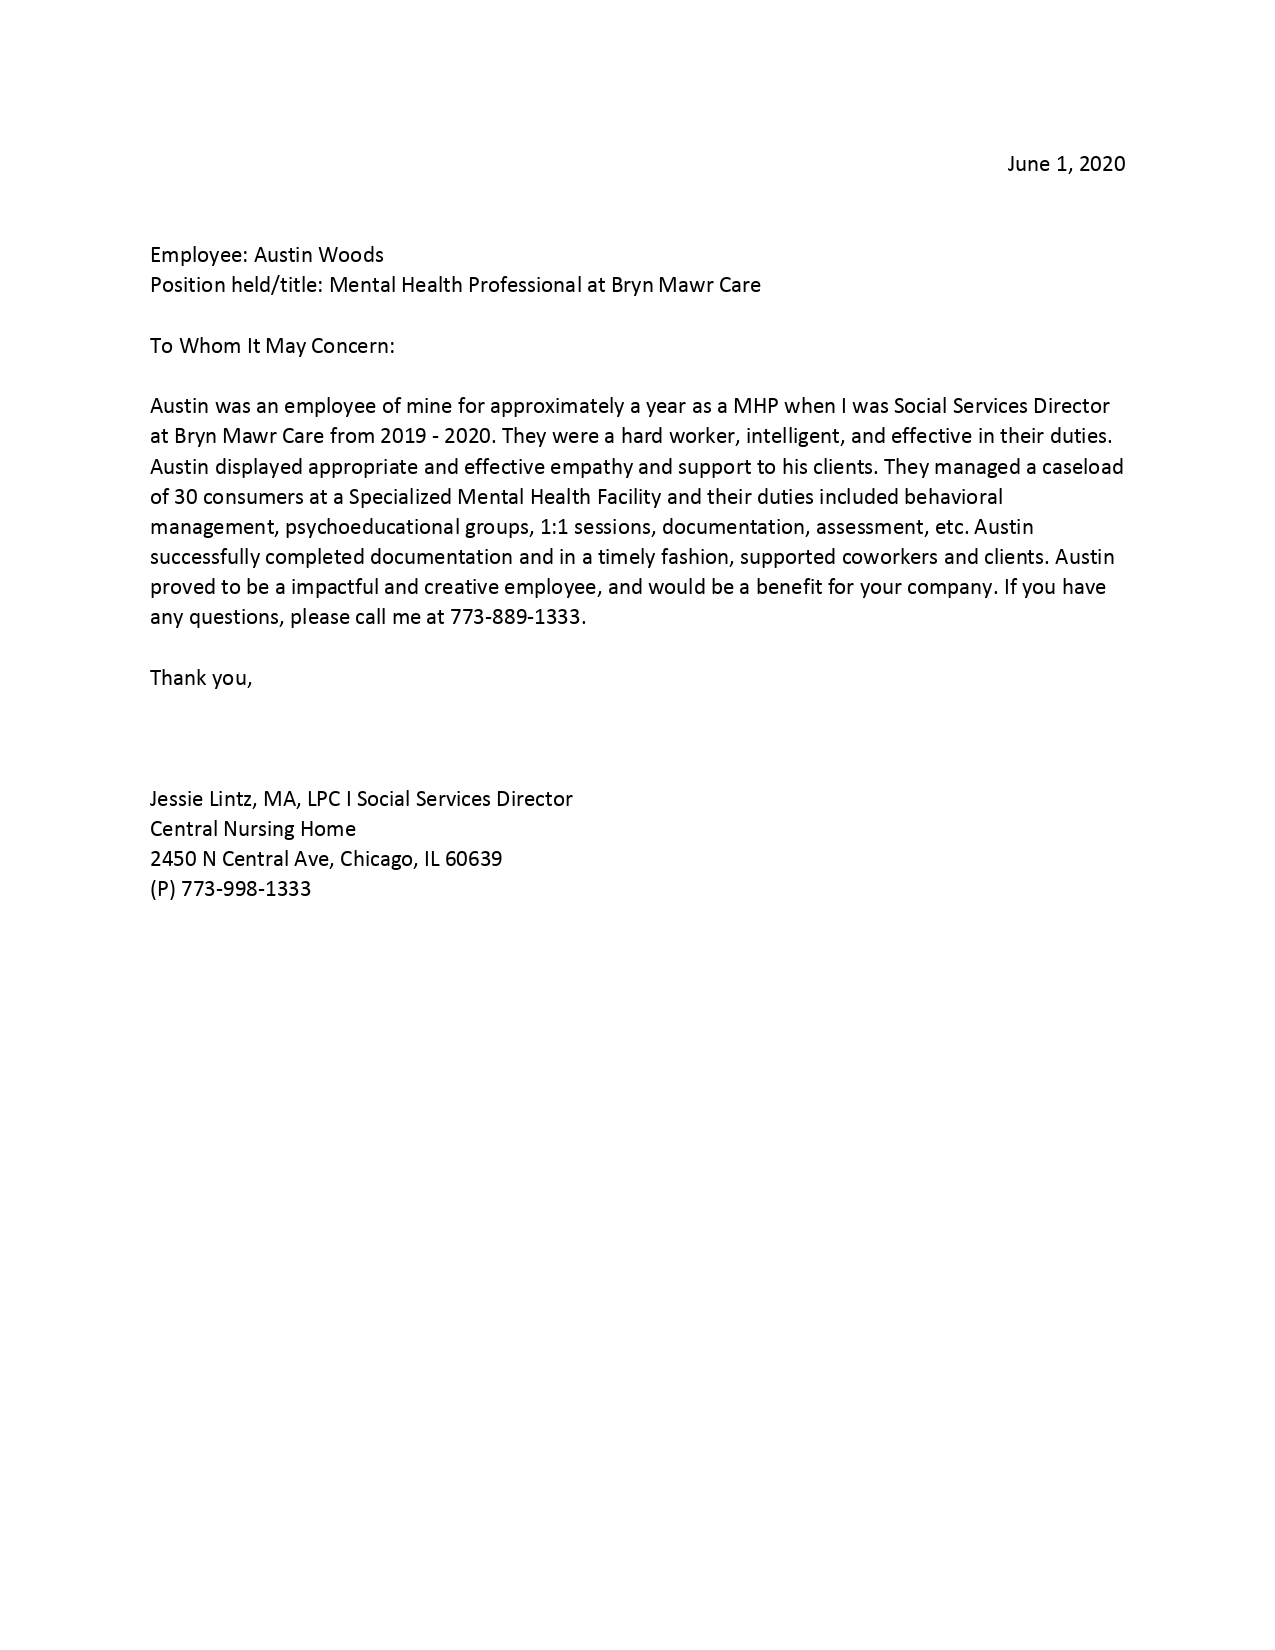 June 1, 2020
Employee: Austin Woods
Position held/title: Mental Health Professional at Bryn Mawr Care
To Whom It May Concern:
Austin was an employee of mine for approximately a year as a MHP when I was Social Services Director
at Bryn Mawr Care from 2019 - 2020. They were a hard worker, intelligent, and effective in their duties.
Austin displayed appropriate and effective empathy and support to his clients. They managed a caseload
of 30 consumers at a Specialized Mental Health Facility and their duties included behavioral
management, psychoeducational groups, 1:1 sessions, documentation, assessment, etc. Austin
successfully completed documentation and in a timely fashion, supported coworkers and clients. Austin
proved to be a impactful and creative employee, and would be a benefit for your company. If you have
any questions, please call me at 773-889-1333.
Thank you,
Jessie Lintz, MA, LPC I Social Services Director
Central Nursing Home
2450 N Central Ave, Chicago, IL 60639
(P) 773-998-1333